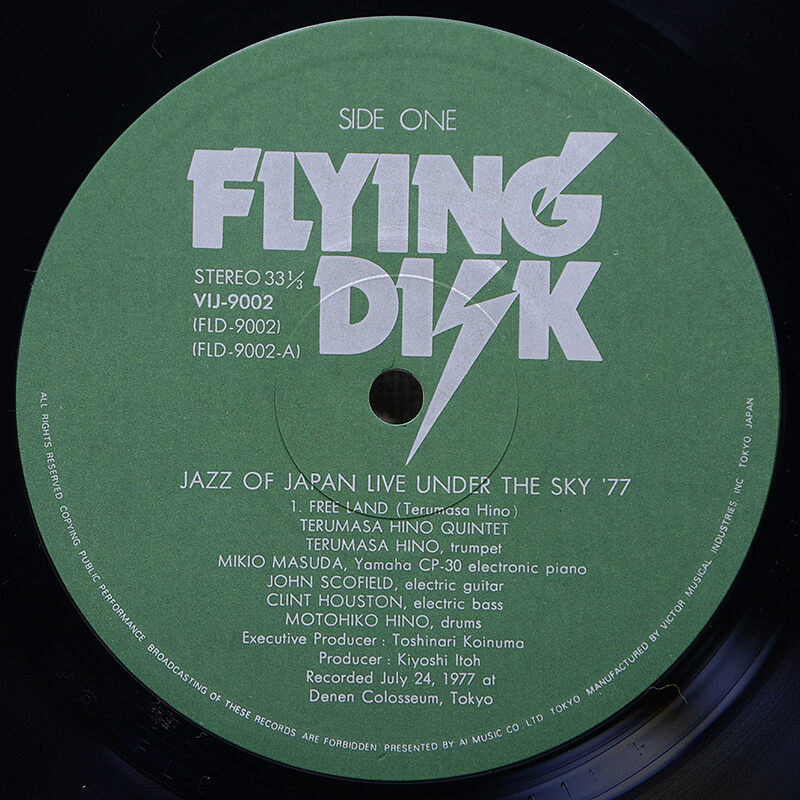 SIDE ONE
FLYING
DISK
STEREO 33 1/3
VIJ-9002
(FLD-9002)
(FLD-9002-A)
JAZZ OF JAPAN LIVE UNDER THE SKY '77
1. FREE LAND (Terumasa Hino)
TERUMASA HINO QUINTET
TERUMASA HINO, trumpet
MIKIO MASUDA, Yamaha CP-30 electronic piano
JOHN SCOFIELD, electric guitar
CLINT HOUSTON, electric bass
MOTOHIKO HINO, drums
Executive Producer : Toshinari Koinuma
Producer : Kiyoshi Itoh
Recorded July 24, 1977 at
Denen Colosseum, Tokyo
ALL RIGHTS RESERVED COPYING, PUBLIC PERFORMANCE BROADCASTING OF THESE RECORDS ARE FORBIDDEN PRESENTED BY AI MUSIC CO. LTD TOKYO MANUFACTURED BY VICTOR MUSICAL INDUSTRIES, INC TOKYO, JAPAN